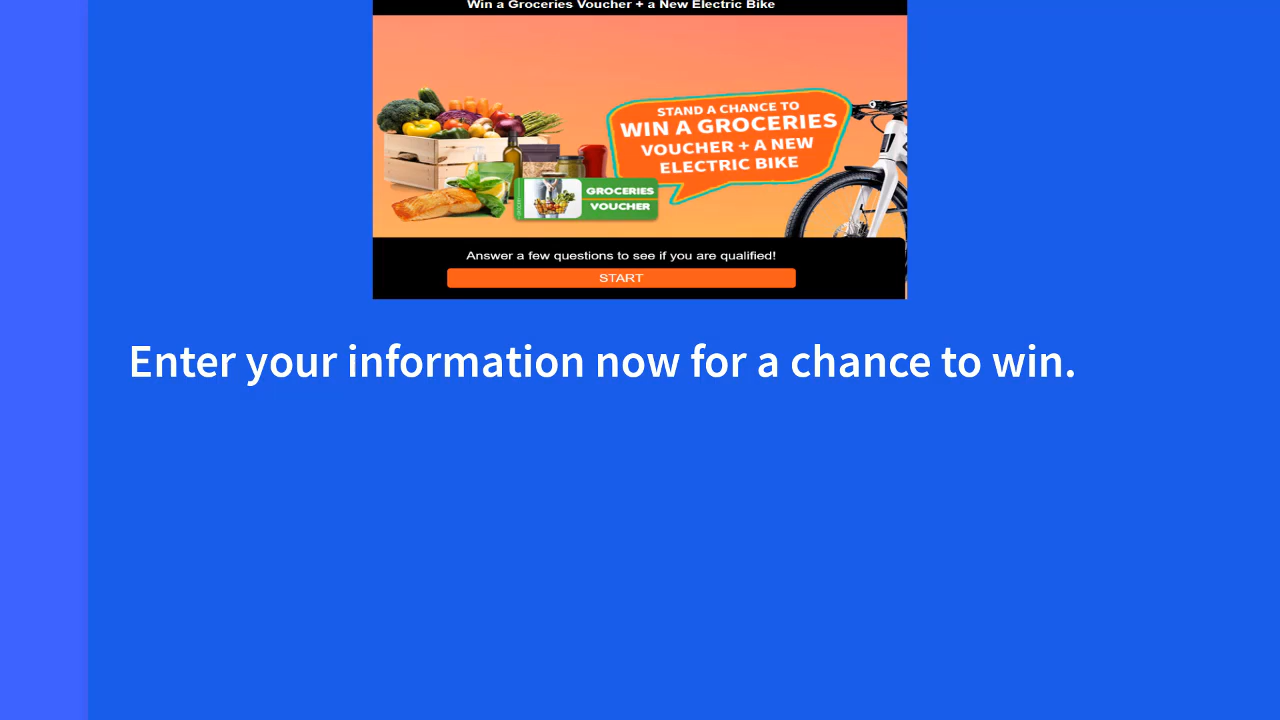 Win a Groceries Voucher + a New Electric Bike
STAND A CHANCE TO
WIN A GROCERIES
VOUCHER + A NEW
ELECTRIC BIKE
GROCERIES
VOUCHER
Answer a few questions to see if you are qualified!
START
Enter your information now for a chance to win.